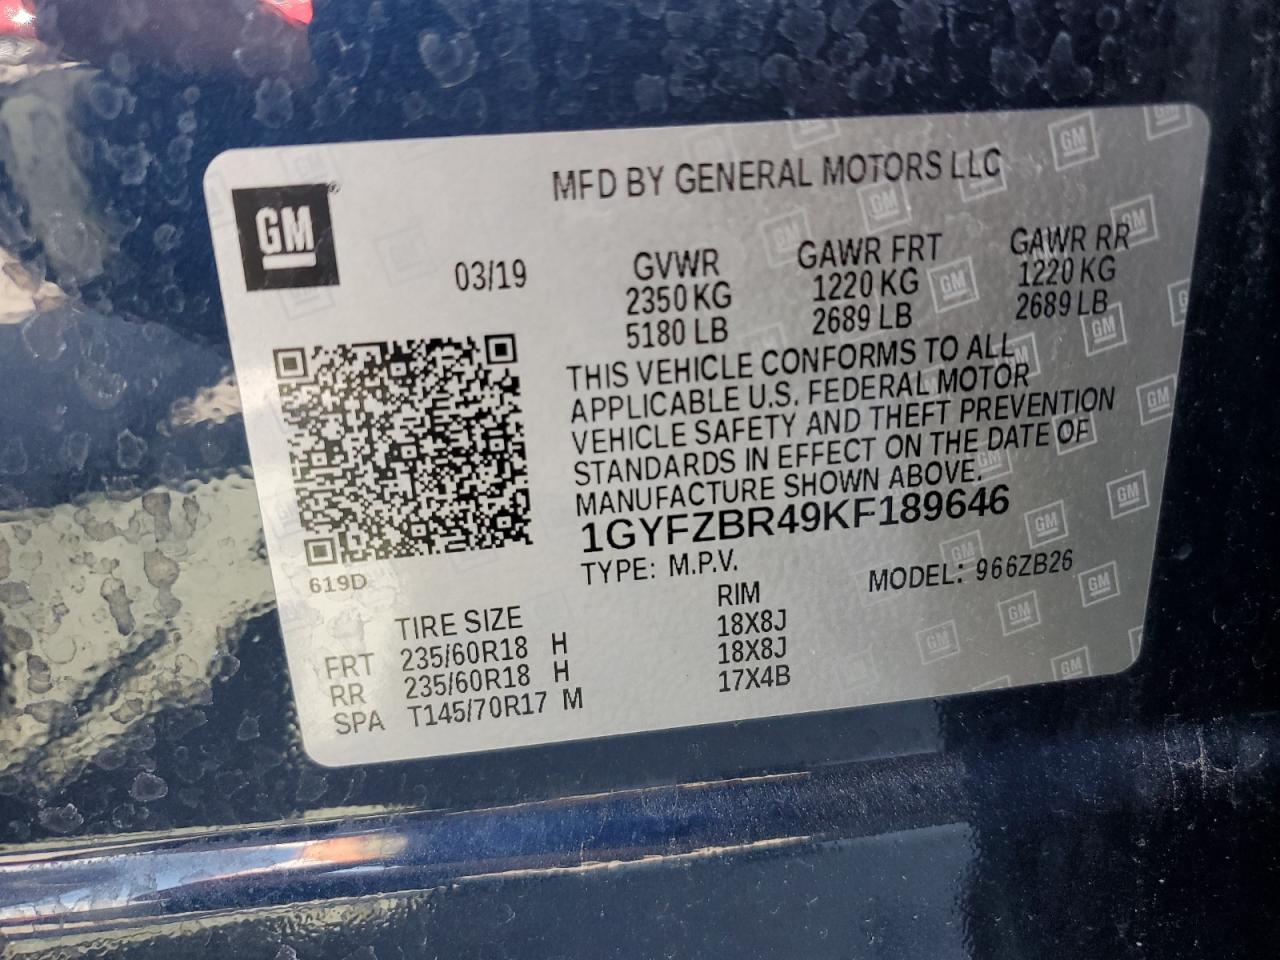 MFD BY GENERAL MOTORS LLC
GM
03/19
GVWR GAWR FRT GAWR RR
2350 KG 1220 KG 1220 KG
5180 LB 2689 LB 2689 LB
THIS VEHICLE CONFORMS TO ALL
APPLICABLE U.S. FEDERAL MOTOR
VEHICLE SAFETY AND THEFT PREVENTION
STANDARDS IN EFFECT ON THE DATE OF
MANUFACTURE SHOWN ABOVE.
1GYFZBR49KF189646
TYPE: M.P.V. MODEL: 966ZB26
619D
TIRE SIZE RIM
FRT 235/60R18 H 18X8J
RR 235/60R18 H 18X8J
SPA T145/70R17 M 17X4B